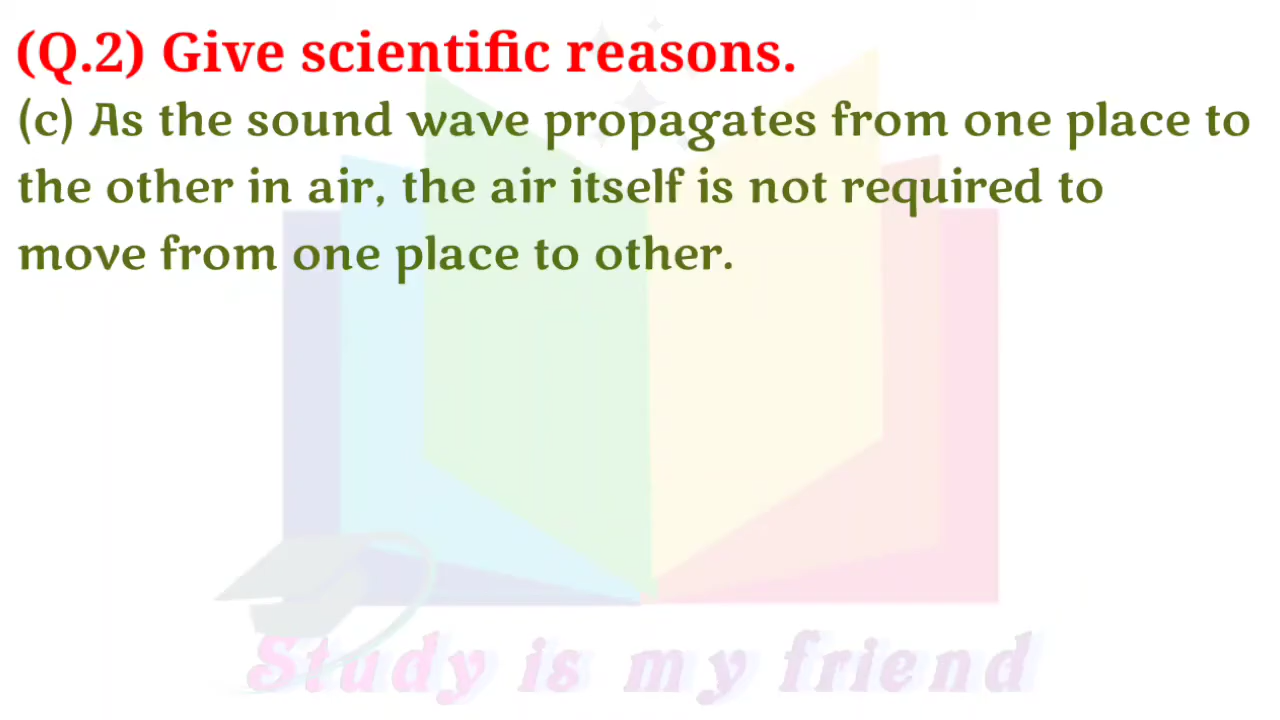 (Q.2) Give scientific reasons.
(c) As the sound wave propagates from one place to
the other in air, the air itself is not required to
move from one place to other.
Study is my friend